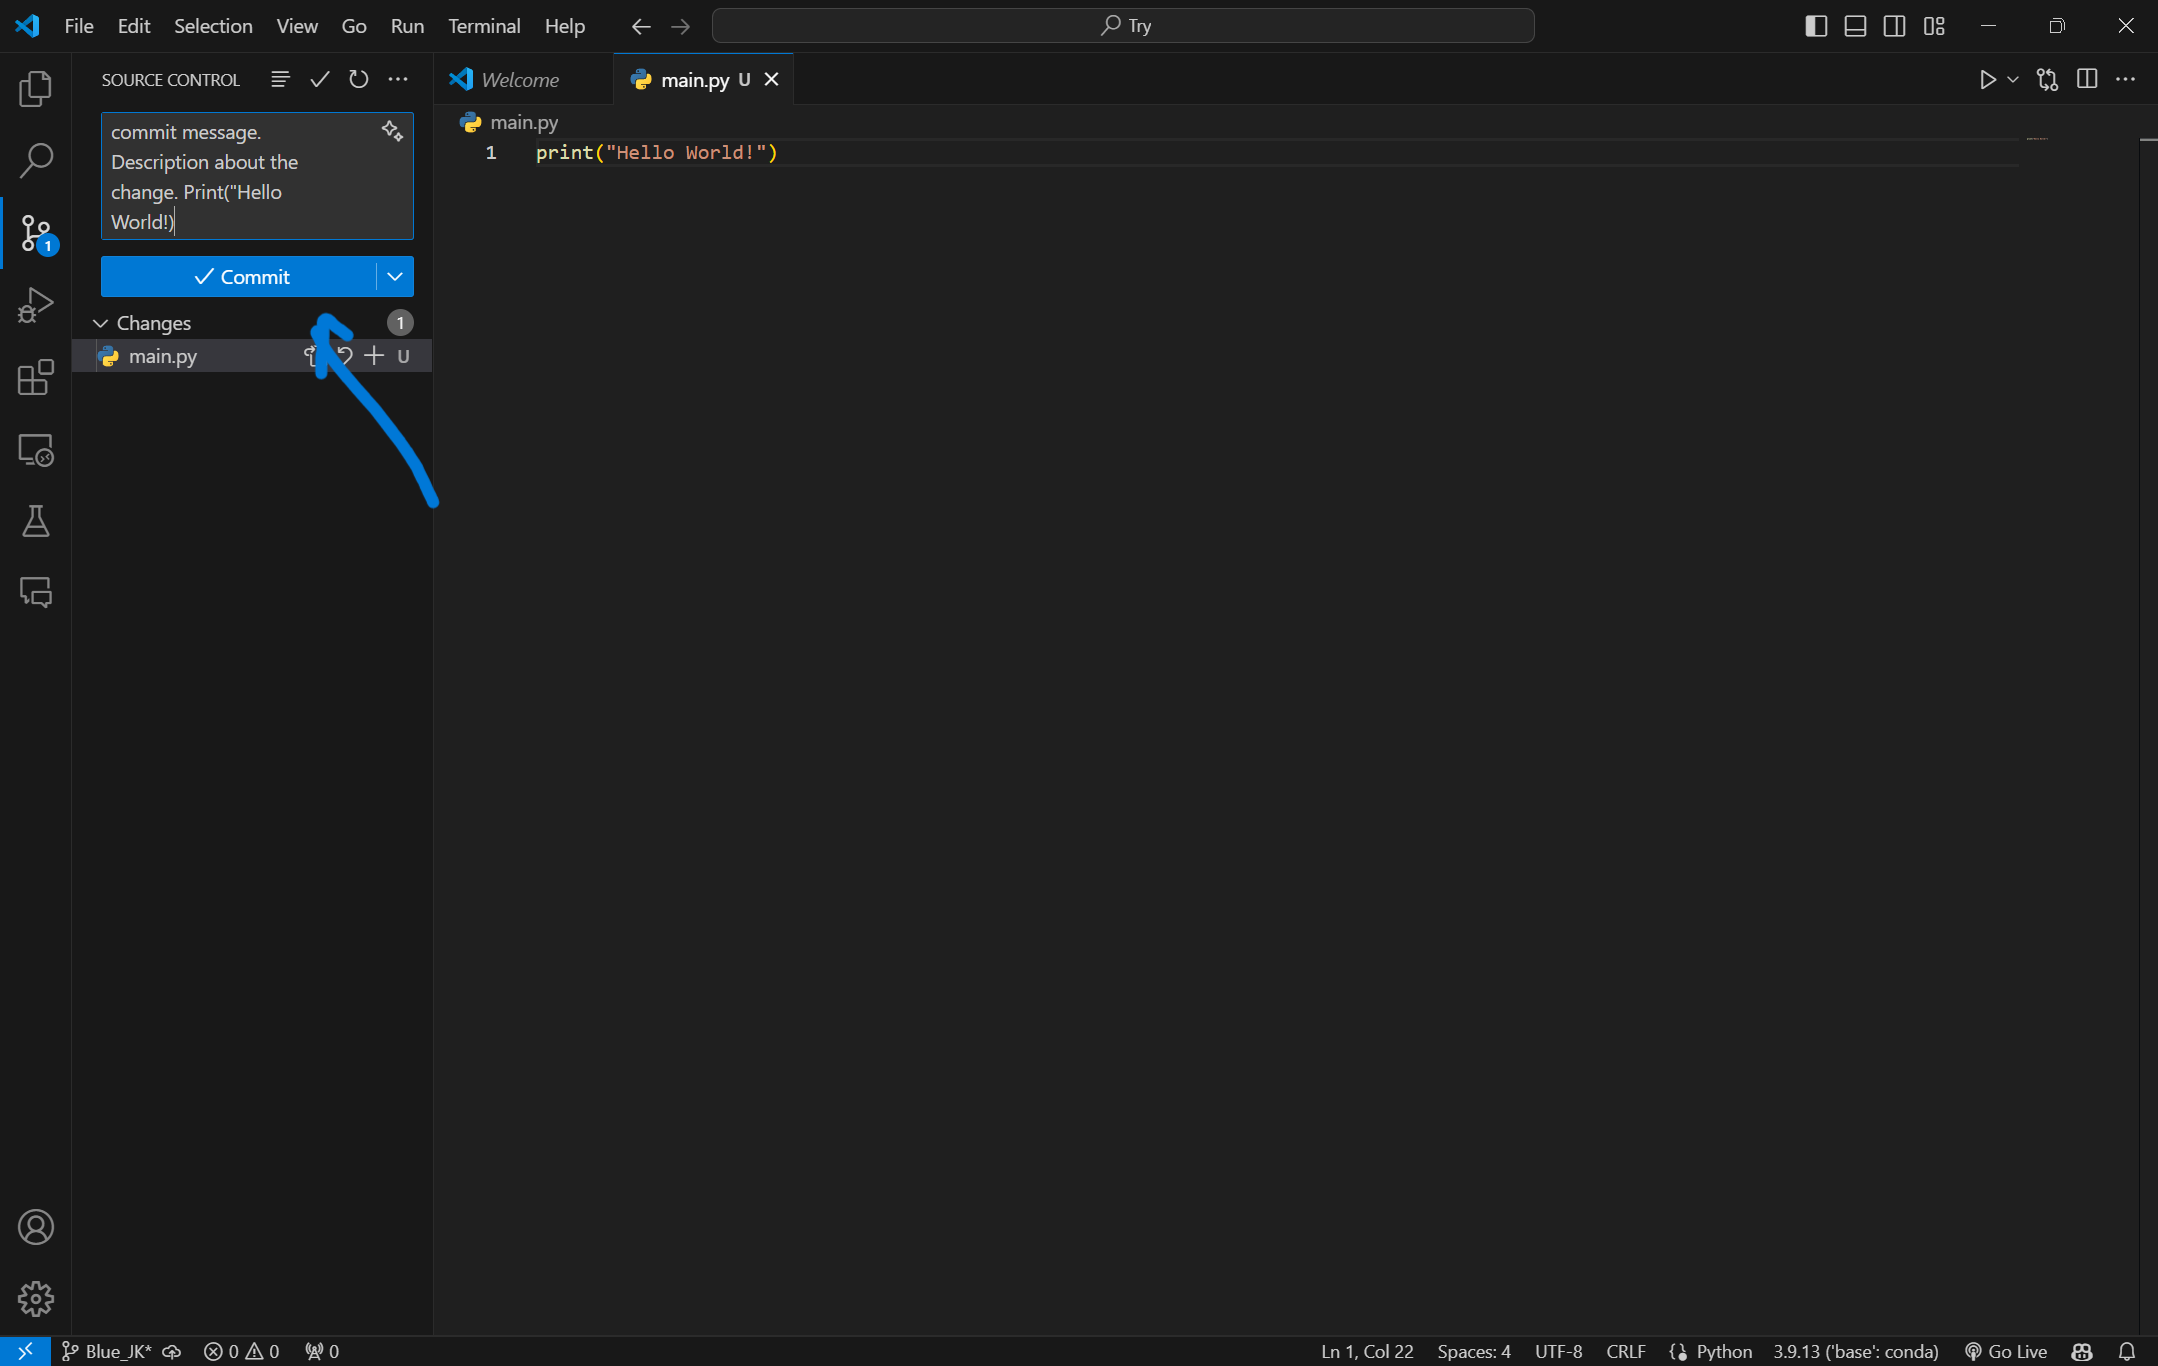 File Edit Selection View Go Run Terminal Help Try
SOURCE CONTROL
Welcome main.py U
commit message.
Description about the
change. Print("Hello
World!)
Commit
Changes 1
main.py U
1
main.py
1 print("Hello World!")
Blue_JK* 0 0 0 Ln 1, Col 22 Spaces: 4 UTF-8 CRLF Python 3.9.13 ('base': conda) Go Live